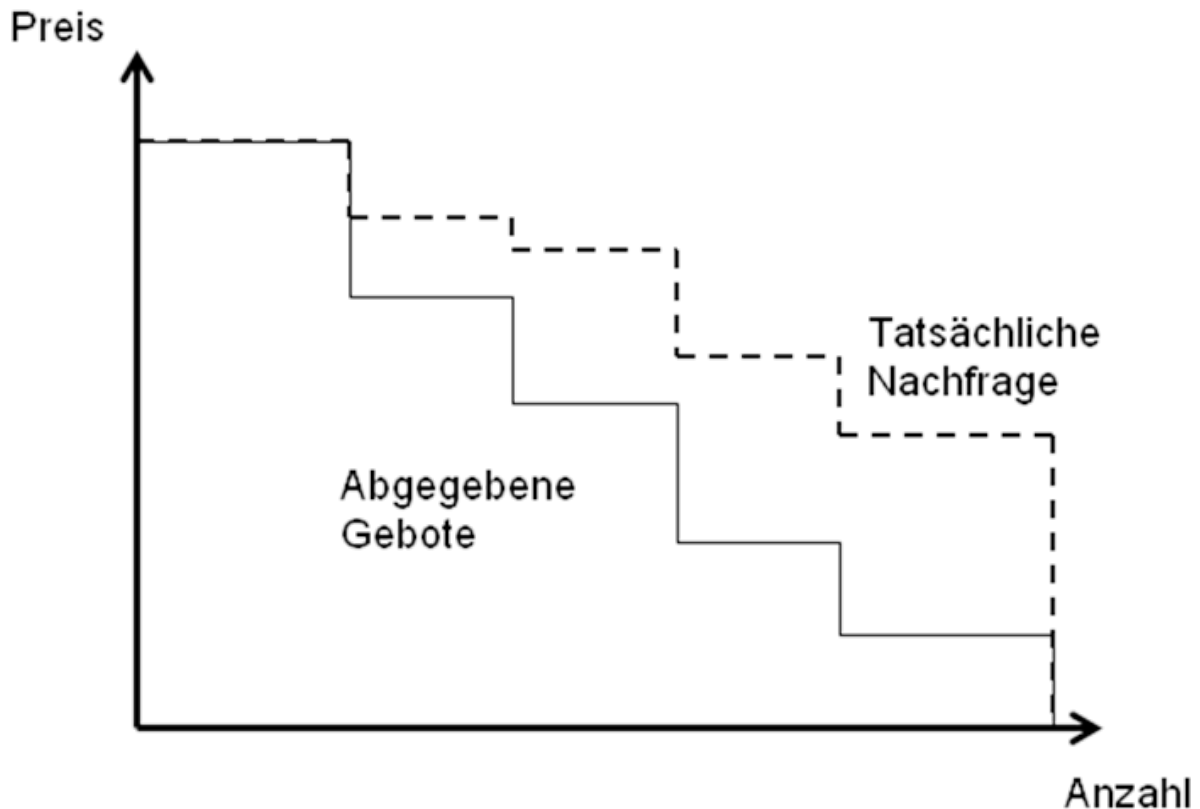 Preis
Tatsächliche
Nachfrage
Abgegebene
Gebote
Anzahl